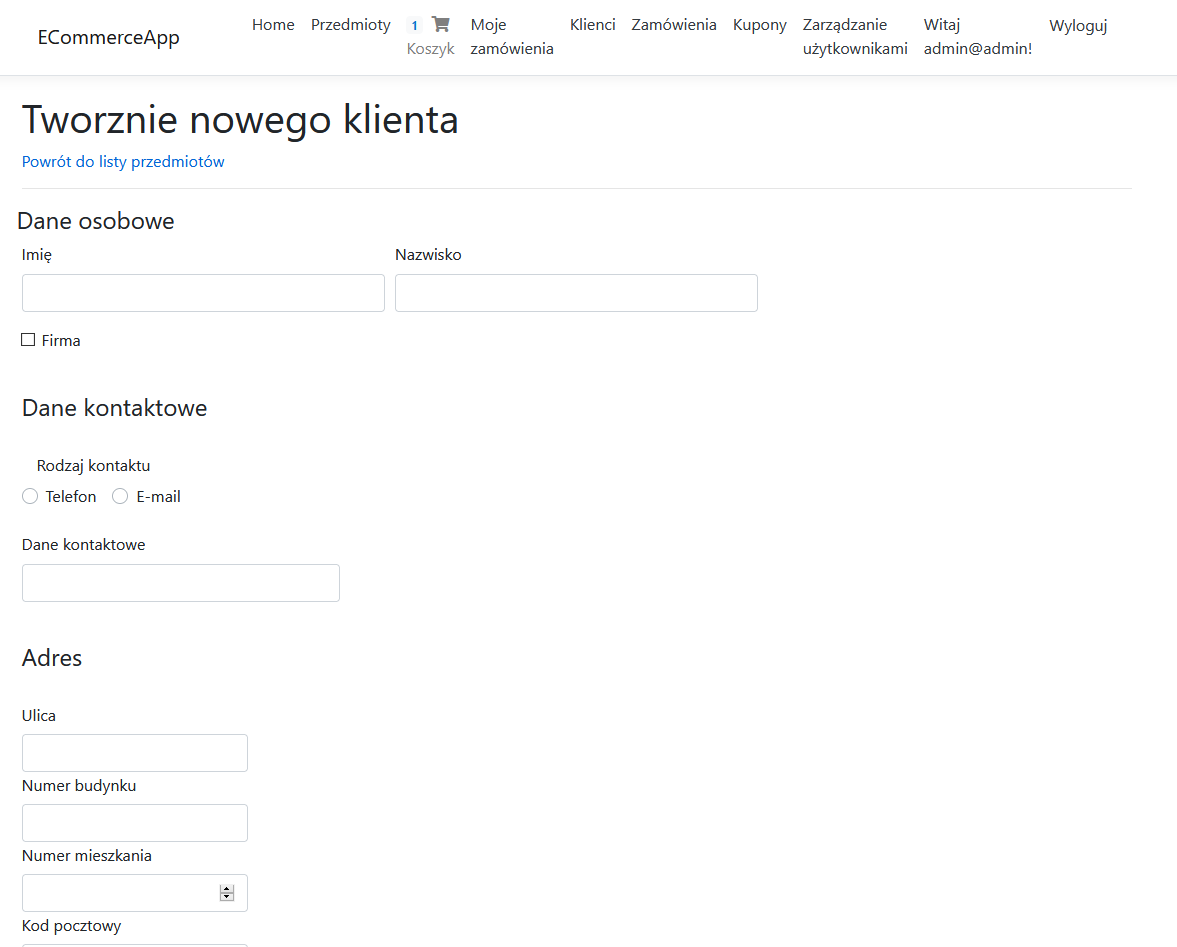 ECommerceApp
Home
Przedmioty
1
Koszyk
Moje
zamówienia
Klienci
Zamówienia
Kupony
Zarządzanie
użytkownikami
Witaj
admin@admin!
Wyloguj
Tworznie nowego klienta
Powrót do listy przedmiotów
Dane osobowe
Imię
Nazwisko
Firma
Dane kontaktowe
Rodzaj kontaktu
Telefon
E-mail
Dane kontaktowe
Adres
Ulica
Numer budynku
Numer mieszkania
Kod pocztowy